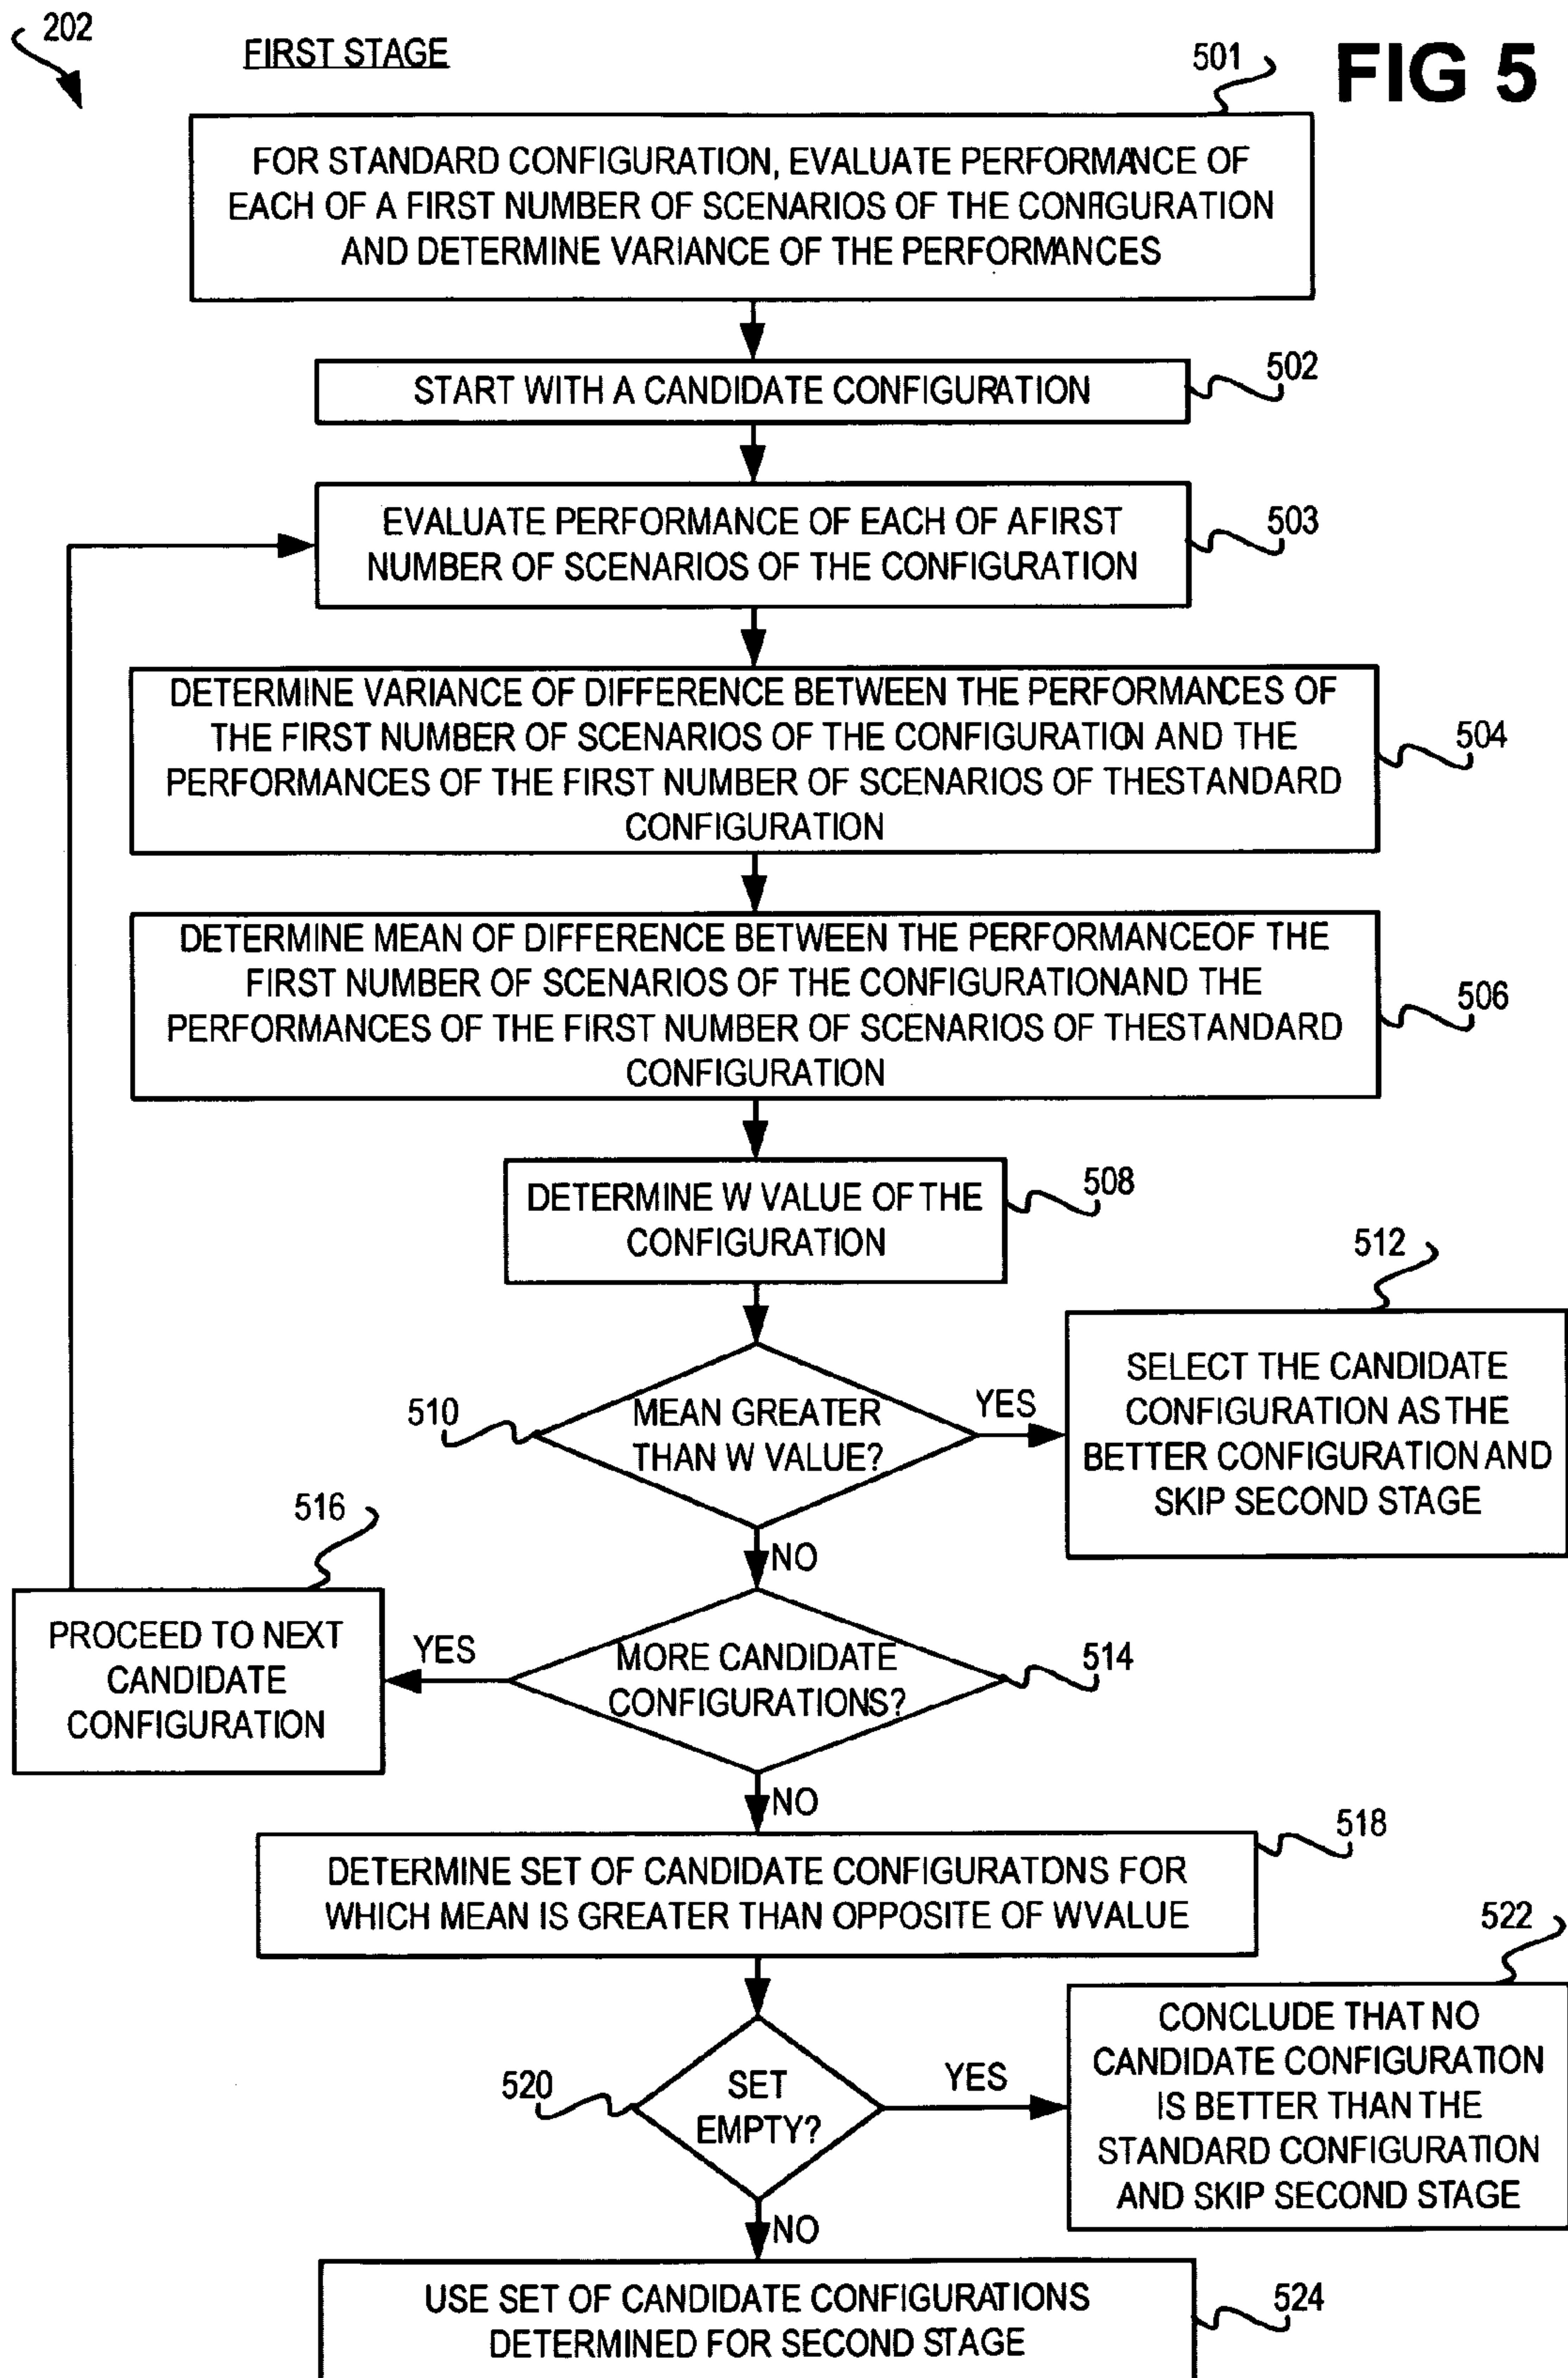 202
FIRST STAGE
501
FIG 5
FOR STANDARD CONFIGURATION, EVALUATE PERFORMANCE OF
EACH OF A FIRST NUMBER OF SCENARIOS OF THE CONFIGURATION
AND DETERMINE VARIANCE OF THE PERFORMANCES
START WITH A CANDIDATE CONFIGURATION
502
EVALUATE PERFORMANCE OF EACH OF AFIRST
NUMBER OF SCENARIOS OF THE CONFIGURATION
503
DETERMINE VARIANCE OF DIFFERENCE BETWEEN THE PERFORMANCES OF
THE FIRST NUMBER OF SCENARIOS OF THE CONFIGURATION AND THE
PERFORMANCES OF THE FIRST NUMBER OF SCENARIOS OF THESTANDARD
CONFIGURATION
504
DETERMINE MEAN OF DIFFERENCE BETWEEN THE PERFORMANCEOF THE
FIRST NUMBER OF SCENARIOS OF THE CONFIGURATIONAND THE
PERFORMANCES OF THE FIRST NUMBER OF SCENARIOS OF THESTANDARD
CONFIGURATION
506
DETERMINE W VALUE OF THE
CONFIGURATION
508
510
MEAN GREATER
THAN W VALUE?
YES
NO
512
SELECT THE CANDIDATE
CONFIGURATION AS THE
BETTER CONFIGURATION AND
SKIP SECOND STAGE
516
PROCEED TO NEXT
CANDIDATE
CONFIGURATION
YES
MORE CANDIDATE
CONFIGURATIONS?
514
NO
DETERMINE SET OF CANDIDATE CONFIGURATONS FOR
WHICH MEAN IS GREATER THAN OPPOSITE OF WVALUE
518
520
SET
EMPTY?
YES
NO
522
CONCLUDE THAT NO
CANDIDATE CONFIGURATION
IS BETTER THAN THE
STANDARD CONFIGURATION
AND SKIP SECOND STAGE
USE SET OF CANDIDATE CONFIGURATIONS
DETERMINED FOR SECOND STAGE
524